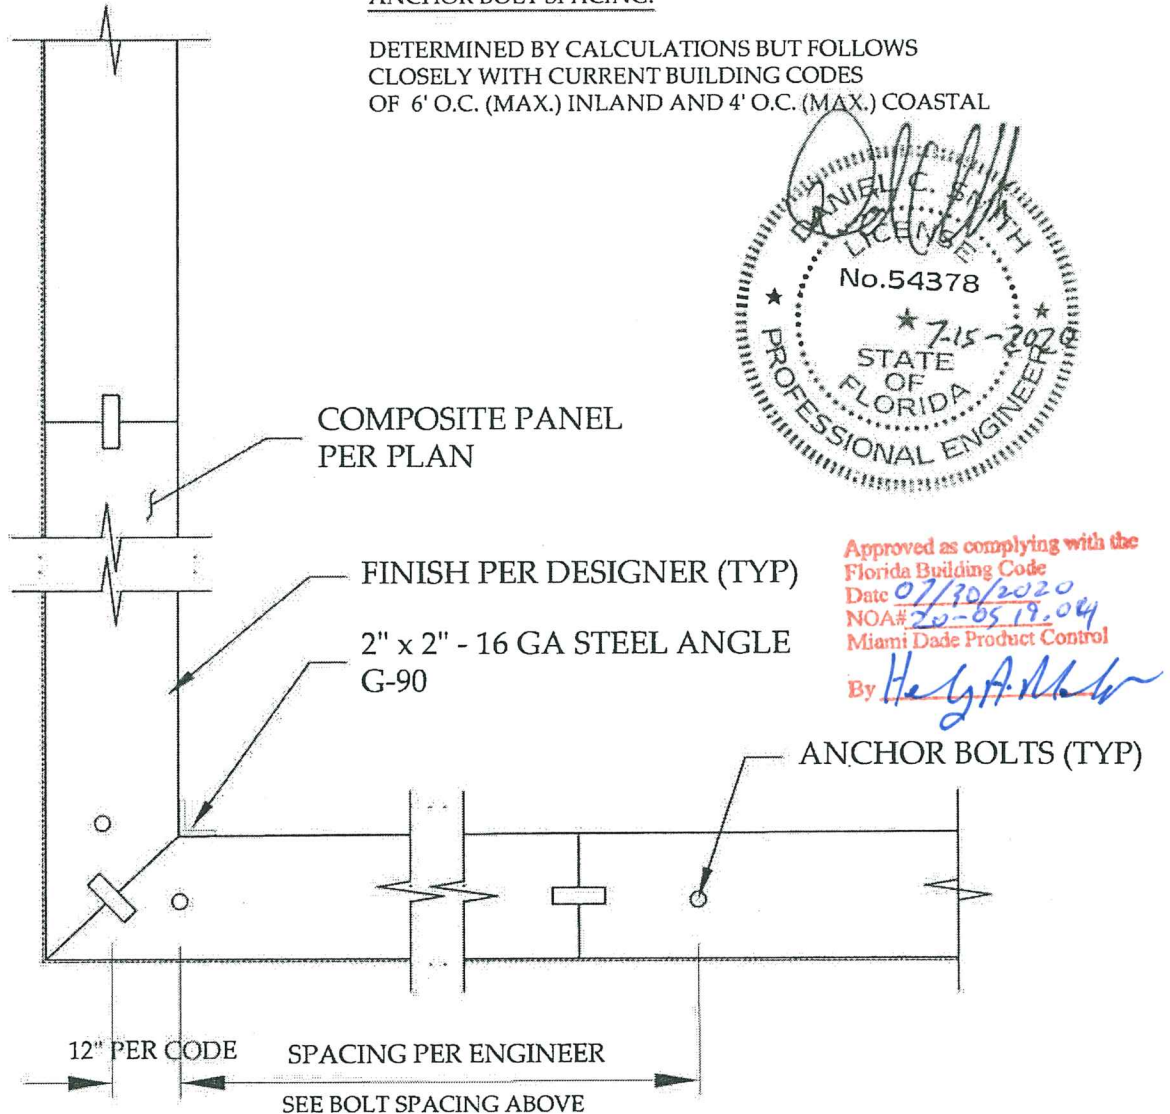 ANCHOR BOLT SPACING:
DETERMINED BY CALCULATIONS BUT FOLLOWS
CLOSELY WITH CURRENT BUILDING CODES
OF 6' O.C. (MAX.) INLAND AND 4' O.C. (MAX.) COASTAL
DANIEL C. SMITH
LICENSE
No.54378
7-15-2020
STATE
OF
FLORIDA
PROFESSIONAL ENGINEER
COMPOSITE PANEL
PER PLAN
Approved as complying with the
Florida Building Code
Date 07/30/2020
NOA# 20-0519.04
Miami Dade Product Control
By
FINISH PER DESIGNER (TYP)
2" x 2" - 16 GA STEEL ANGLE
G-90
ANCHOR BOLTS (TYP)
12" PER CODE
SPACING PER ENGINEER
SEE BOLT SPACING ABOVE